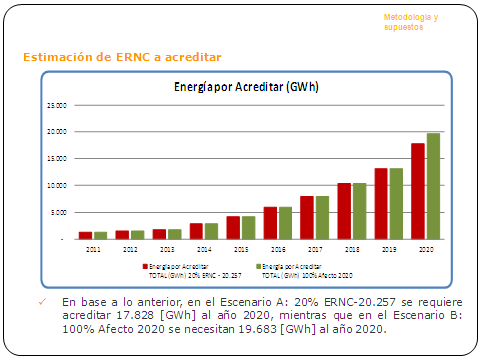 Metodología y
supuestos
Estimación de ERNC a acreditar
Energía por Acreditar (GWh)
25.000
20.000
15.000
10.000
5.000
-
2011 2012 2013 2014 2015 2016 2017 2018 2019 2020
Energía por Acreditar
TOTAL (GWh) 20% ERNC - 20.257
Energía por Acreditar
TOTAL (GWh) 100% Afecto 2020
✓ En base a lo anterior, en el Escenario A: 20% ERNC-20.257 se requiere
acreditar 17.828 [GWh] al año 2020, mientras que en el Escenario B:
100% Afecto 2020 se necesitan 19.683 [GWh] al año 2020.